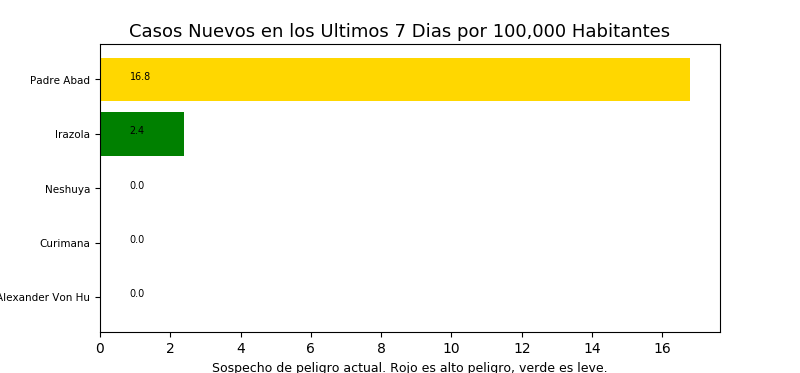 Casos Nuevos en los Ultimos 7 Dias por 100,000 Habitantes
Padre Abad
16.8
Irazola
2.4
Neshuya
0.0
Curimana
0.0
Alexander Von Hu
0.0
0 2 4 6 8 10 12 14 16
Sospecho de peligro actual. Rojo es alto peligro, verde es leve.